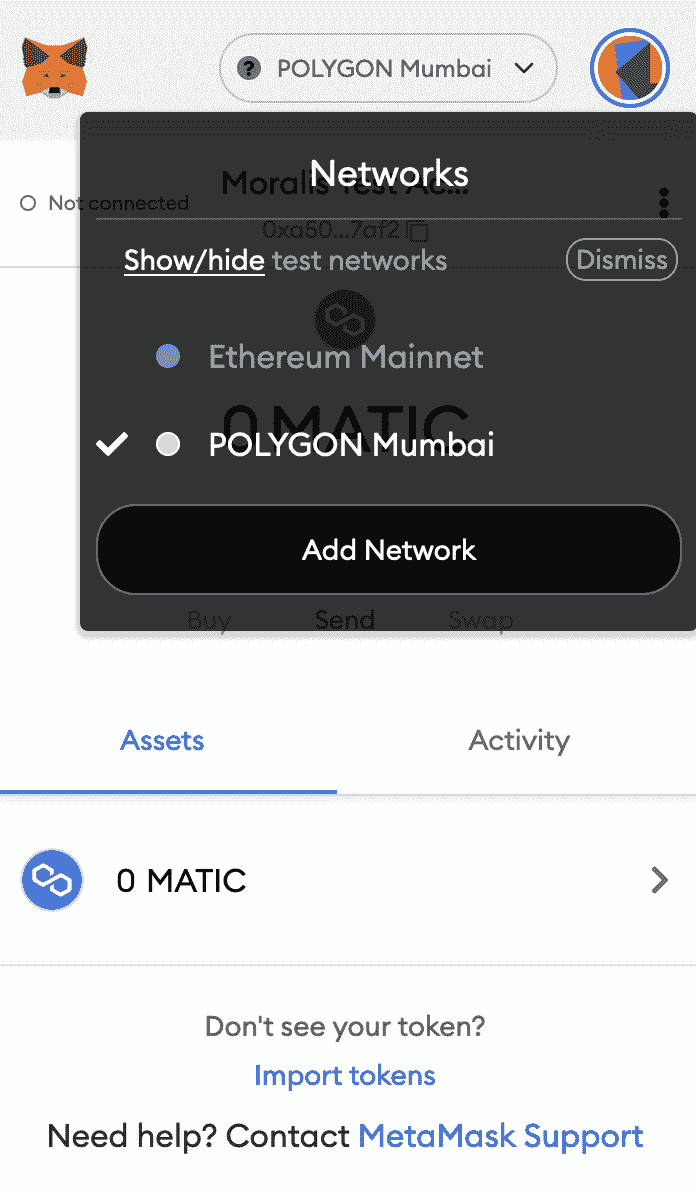 POLYGON Mumbai
Networks
Moralis Test Ac...
Not connected
0xa50...7af2
Show/hide test networks
Dismiss
Ethereum Mainnet
0 MATIC
POLYGON Mumbai
Add Network
Buy
Send
Swap
Assets
Activity
0 MATIC
Don't see your token?
Import tokens
Need help? Contact MetaMask Support